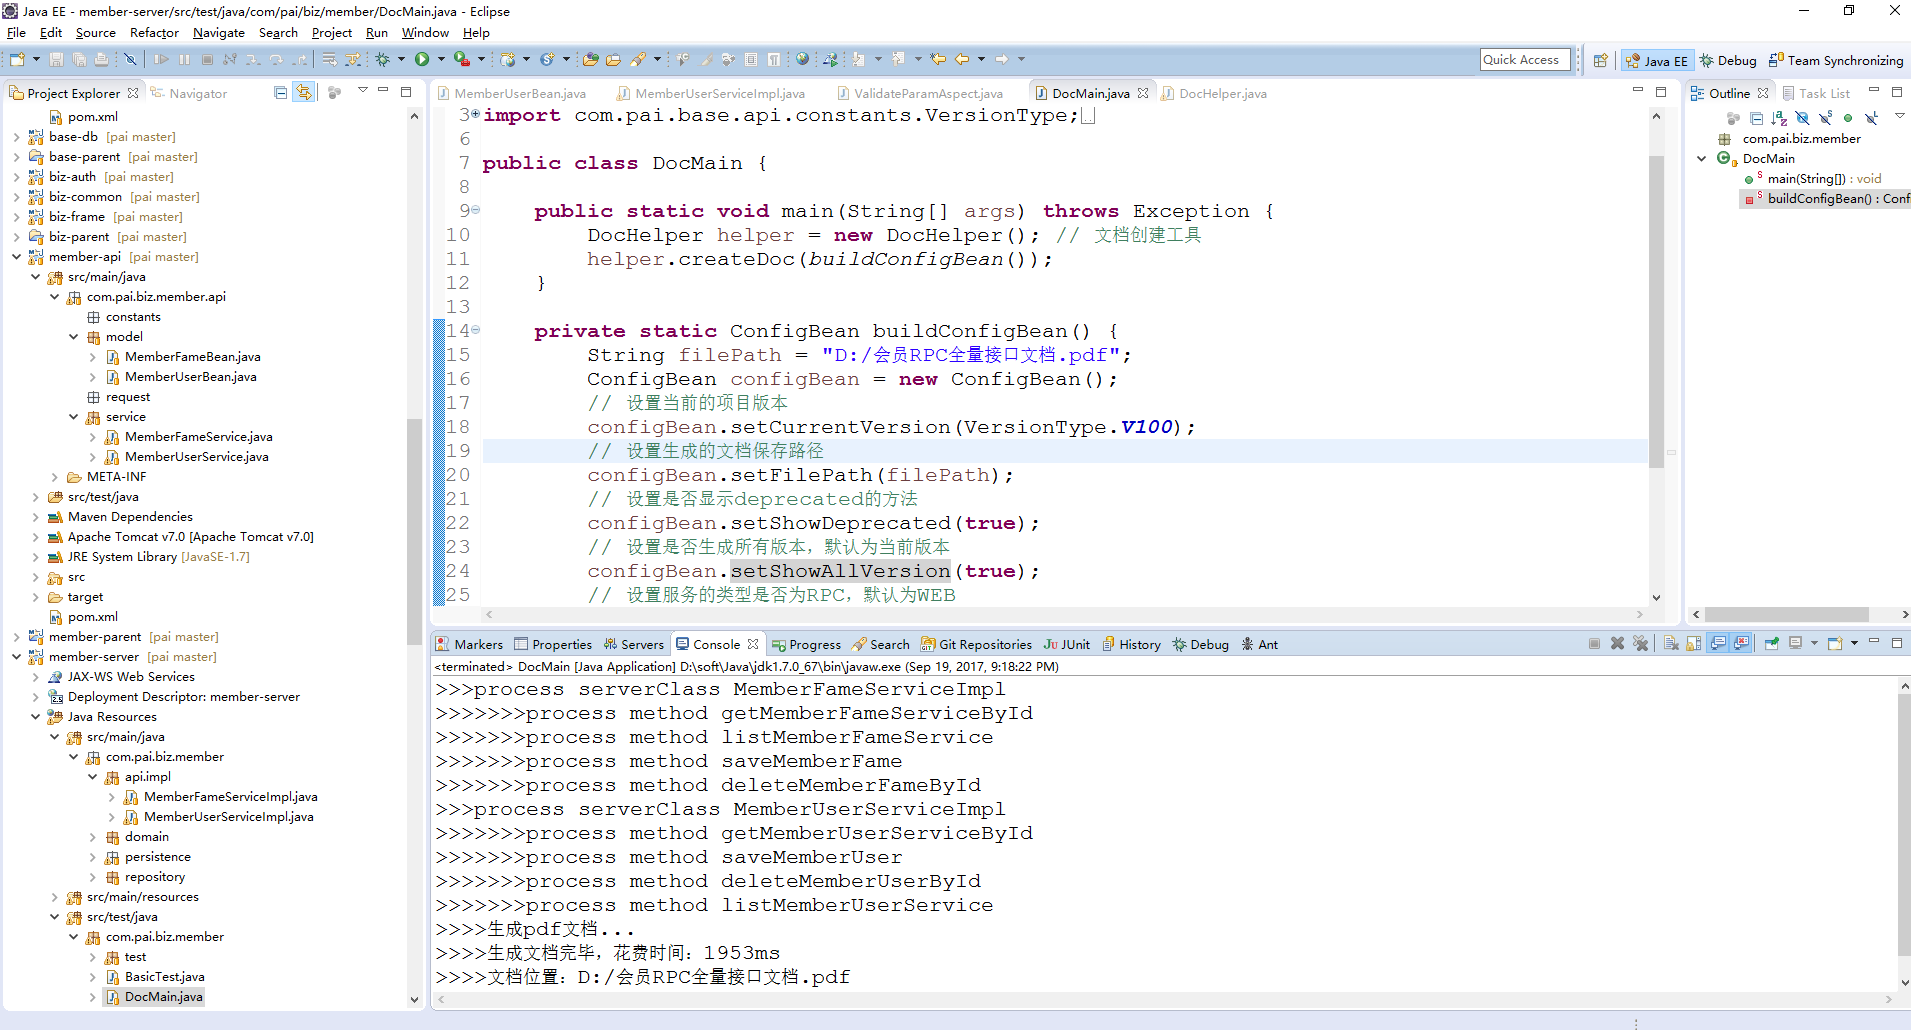 Java EE - member-server/src/test/java/com/pai/biz/member/DocMain.java - Eclipse
File Edit Source Refactor Navigate Search Project Run Window Help
Quick Access
Java EE
Debug
Team Synchronizing
Project Explorer
Navigator
pom.xml
base-db [pai master]
base-parent [pai master]
biz-auth [pai master]
biz-common [pai master]
biz-frame [pai master]
biz-parent [pai master]
member-api [pai master]
src/main/java
com.pai.biz.member.api
constants
model
MemberFameBean.java
MemberUserBean.java
request
service
MemberFameService.java
MemberUserService.java
META-INF
src/test/java
Maven Dependencies
Apache Tomcat v7.0 [Apache Tomcat v7.0]
JRE System Library [JavaSE-1.7]
src
target
pom.xml
member-parent [pai master]
member-server [pai master]
JAX-WS Web Services
Deployment Descriptor: member-server
Java Resources
src/main/java
com.pai.biz.member
api.impl
MemberFameServiceImpl.java
MemberUserServiceImpl.java
domain
persistence
repository
src/main/resources
src/test/java
com.pai.biz.member
test
BasicTest.java
DocMain.java
MemberUserBean.java MemberUserServiceImpl.java ValidateParamAspect.java DocMain.java DocHelper.java
3 import com.pai.base.api.constants.VersionType;
6
7 public class DocMain {
8
9 public static void main(String[] args) throws Exception {
10 DocHelper helper = new DocHelper(); // 文档创建工具
11 helper.createDoc(buildConfigBean());
12 }
13
14 private static ConfigBean buildConfigBean() {
15 String filePath = "D:/会员RPC全量接口文档.pdf";
16 ConfigBean configBean = new ConfigBean();
17 // 设置当前的项目版本
18 configBean.setCurrentVersion(VersionType.V100);
19 // 设置生成的文档保存路径
20 configBean.setFilePath(filePath);
21 // 设置是否显示deprecated的方法
22 configBean.setShowDeprecated(true);
23 // 设置是否生成所有版本，默认为当前版本
24 configBean.setShowAllVersion(true);
25 // 设置服务的类型是否为RPC，默认为WEB
Outline
Task List
com.pai.biz.member
DocMain
main(String[]) : void
buildConfigBean() : Conf
Markers Properties Servers Console Progress Search Git Repositories JUnit History Debug Ant
<terminated> DocMain [Java Application] D:\soft\Java\jdk1.7.0_67\bin\javaw.exe (Sep 19, 2017, 9:18:22 PM)
>>>process serverClass MemberFameServiceImpl
>>>>>>>process method getMemberFameServiceById
>>>>>>>process method listMemberFameService
>>>>>>>process method saveMemberFame
>>>>>>>process method deleteMemberFameById
>>>process serverClass MemberUserServiceImpl
>>>>>>>process method getMemberUserServiceById
>>>>>>>process method saveMemberUser
>>>>>>>process method deleteMemberUserById
>>>>>>>process method listMemberUserService
>>>>生成pdf文档...
>>>>生成文档完毕，花费时间：1953ms
>>>>文档位置：D:/会员RPC全量接口文档.pdf